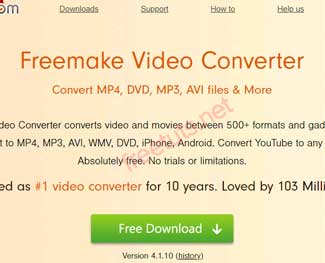 om
Downloads Support How to Help us
Freemake Video Converter
Convert MP4, DVD, MP3, AVI files & More
deo Converter converts video and movies between 500+ formats and gad
t to MP4, MP3, AVI, WMV, DVD, iPhone, Android. Convert YouTube to any
Absolutely free. No trials or limitations.
ed as #1 video converter for 10 years. Loved by 103 Milli
Free Download
Version 4.1.10 (history)
freetuts.net